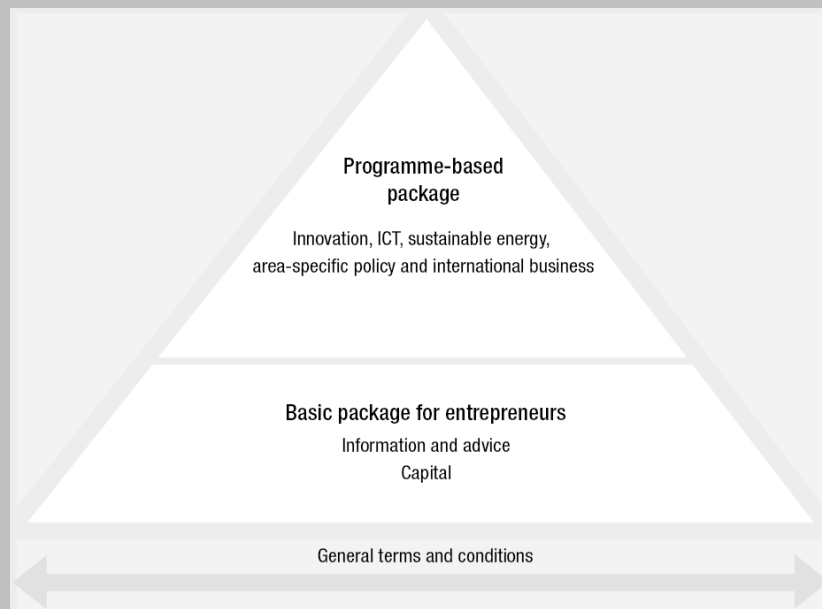 Programme-based
package
Innovation, ICT, sustainable energy,
area-specific policy and international business
Basic package for entrepreneurs
Information and advice
Capital
General terms and conditions